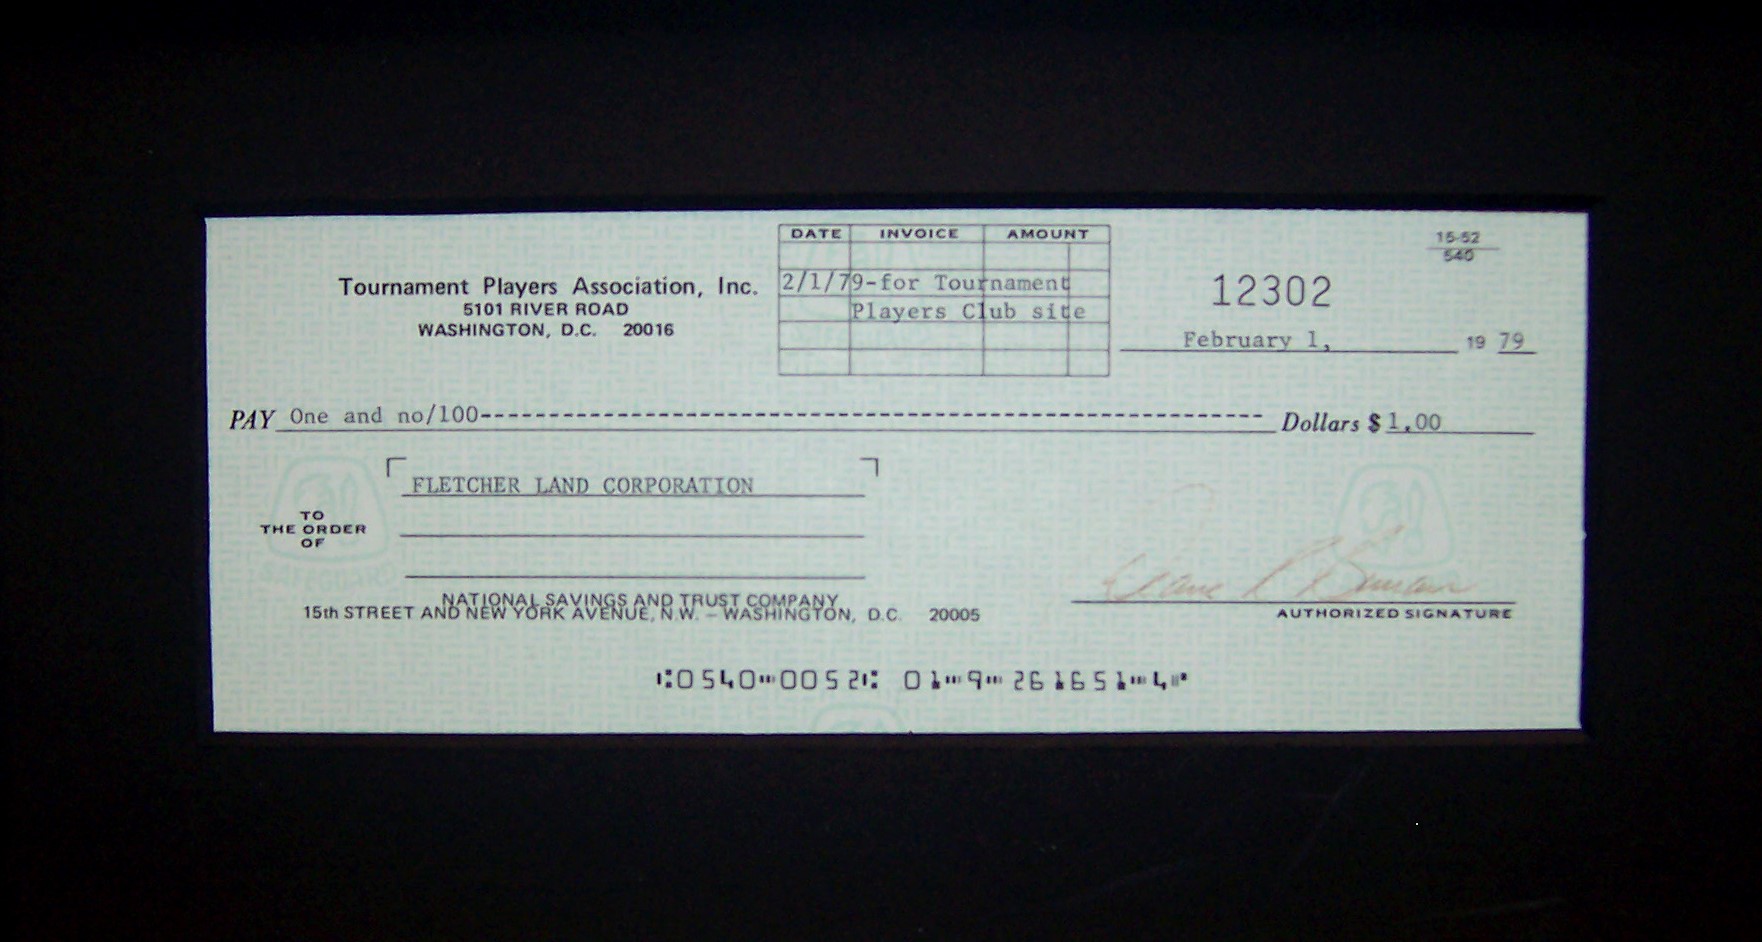 DATE INVOICE AMOUNT
15-52
540
Tournament Players Association, Inc.
5101 RIVER ROAD
WASHINGTON, D.C. 20016
2/1/79-for Tournament
Players Club site
12302
February 1, 19 79
PAY One and no/100---------------------------------------------------------- Dollars $ 1.00
FLETCHER LAND CORPORATION
TO
THE ORDER
OF
SAFEGUARD
NATIONAL SAVINGS AND TRUST COMPANY
15th STREET AND NEW YORK AVENUE, N.W. – WASHINGTON, D.C. 20005
AUTHORIZED SIGNATURE
⑆0540⑉0052⑆ 01⑉9⑉261651⑉4⑈